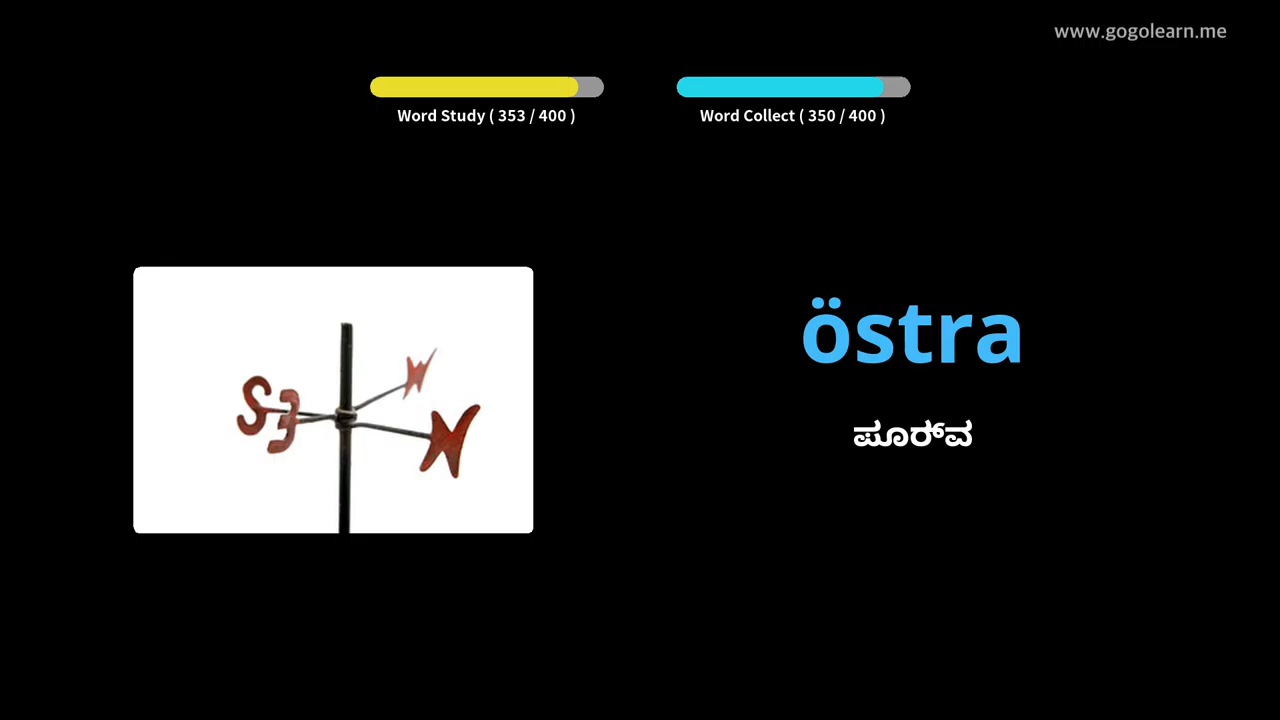 www.gogolearn.me
Word Study ( 353 / 400 )
Word Collect ( 350 / 400 )
östra
ಪೂರ್‍ವ
S E W N